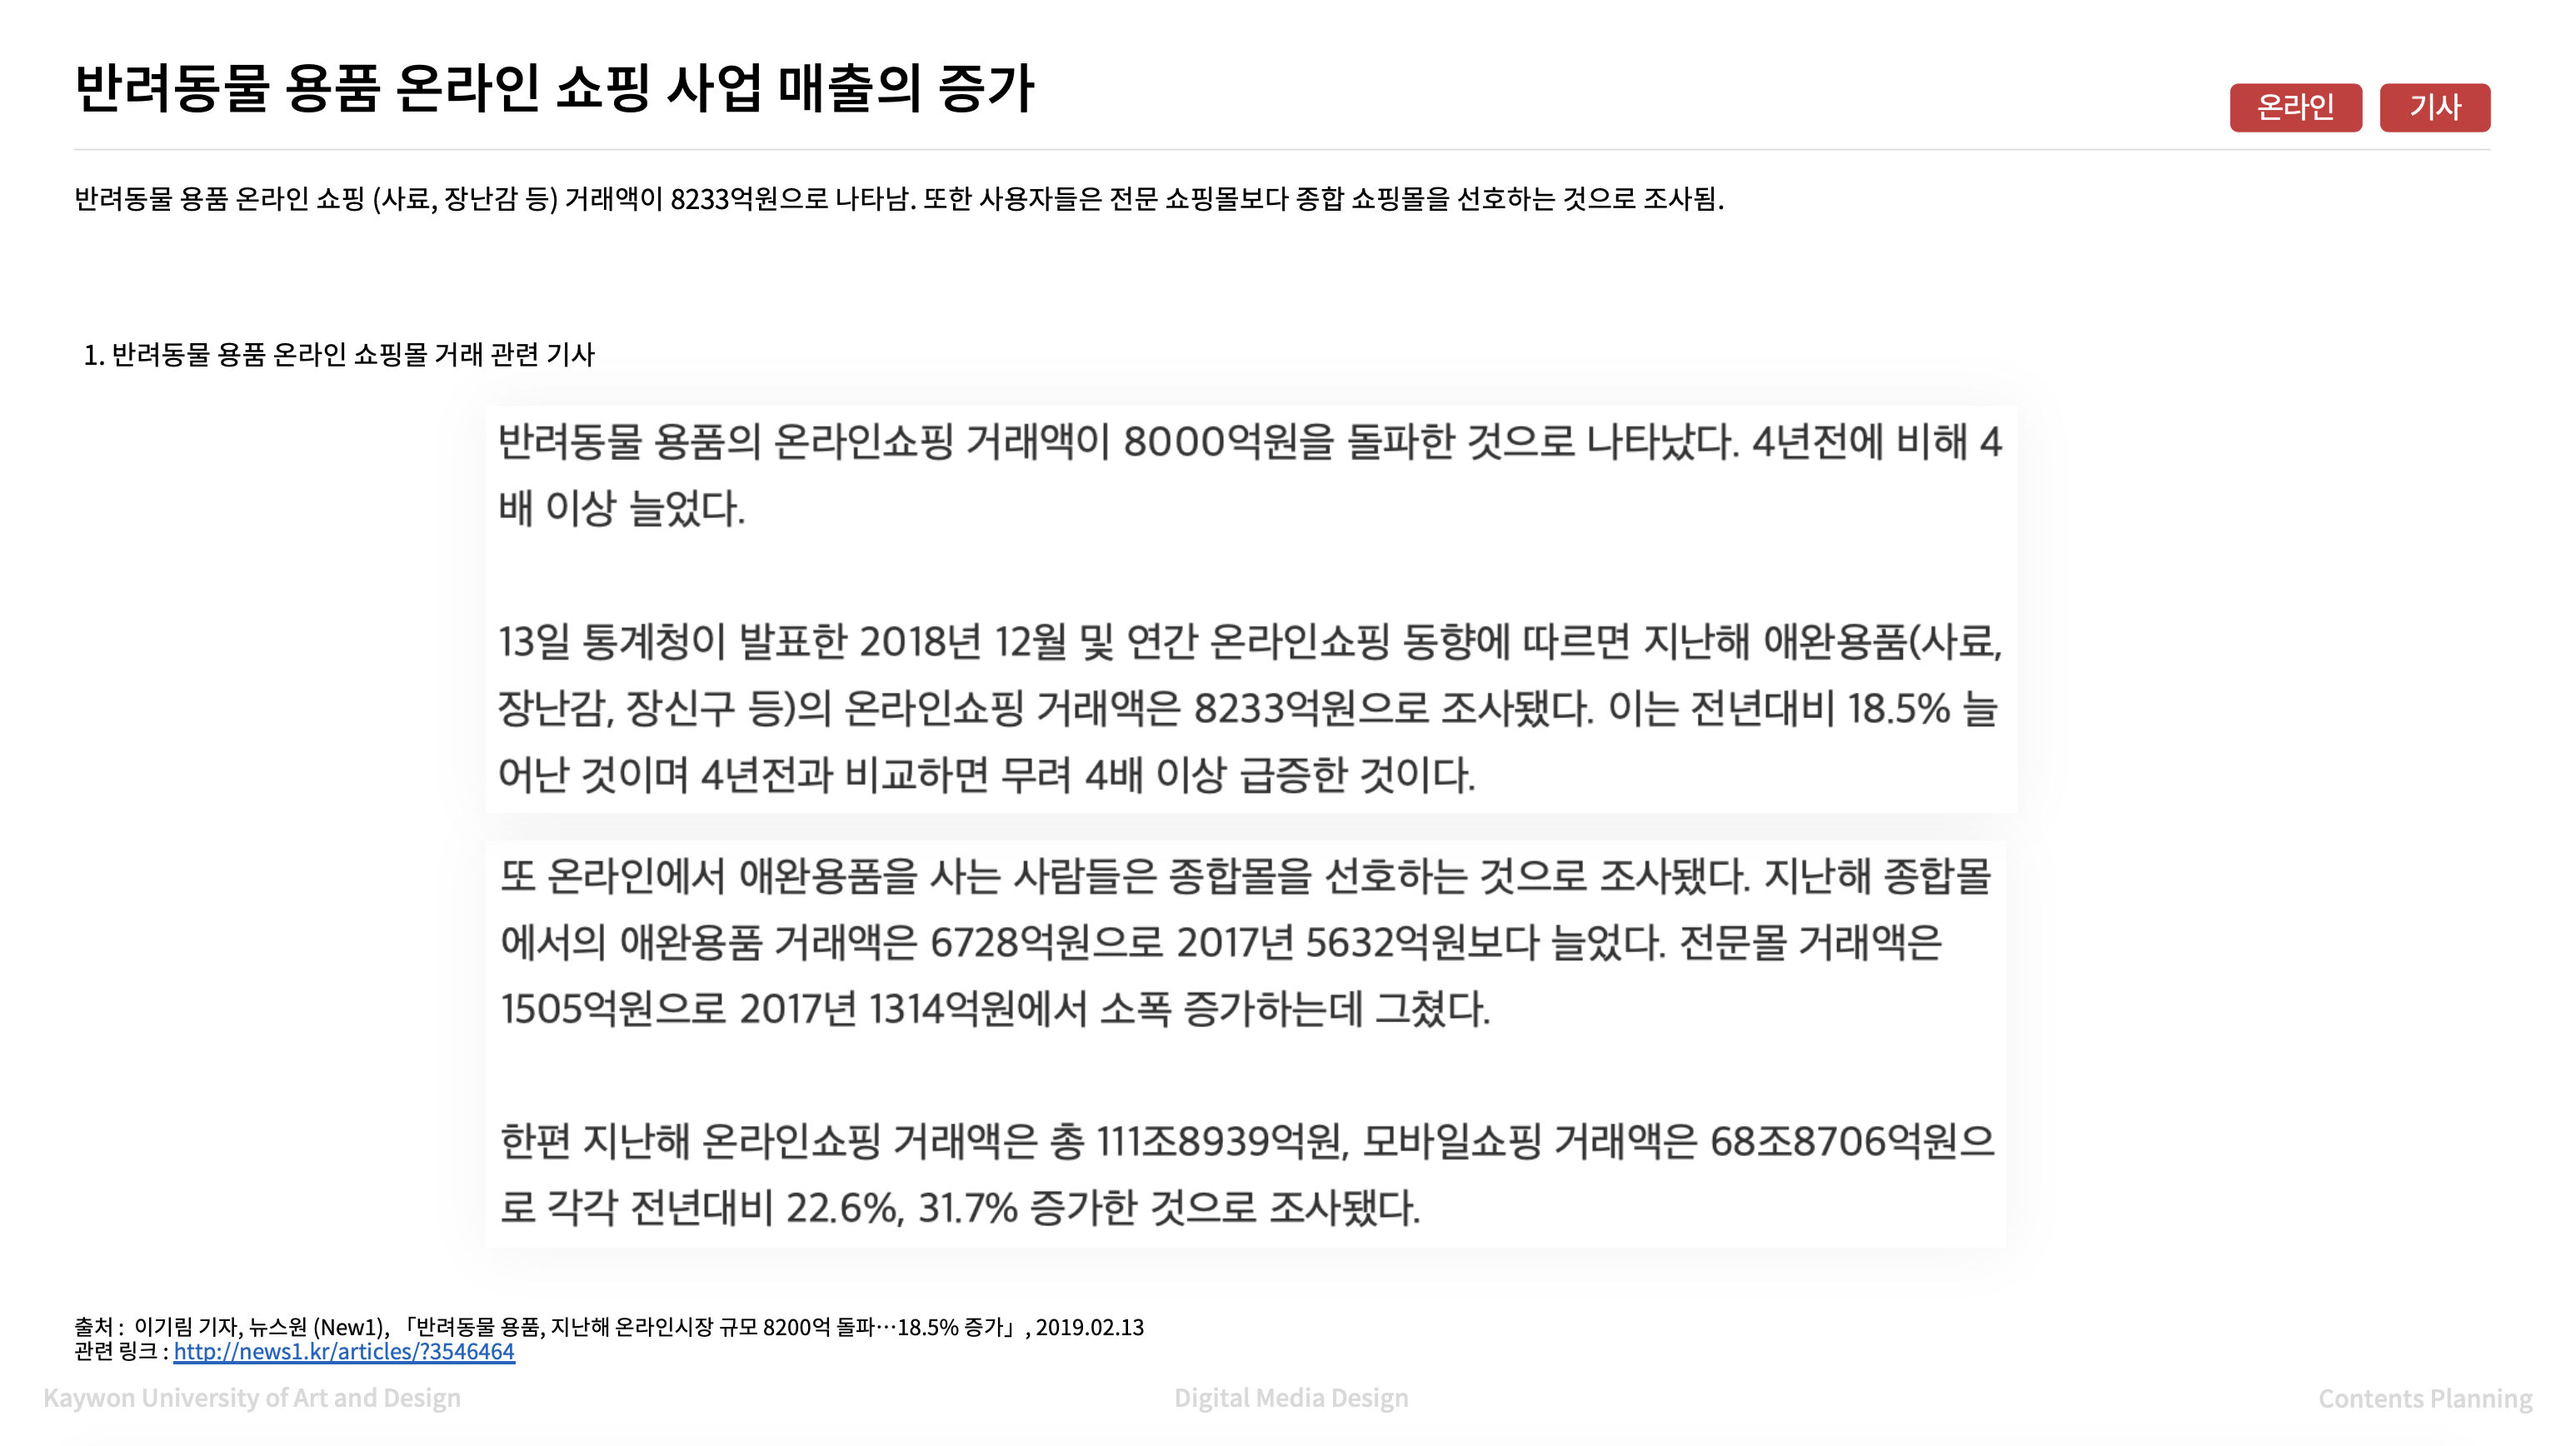 반려동물 용품 온라인 쇼핑 사업 매출의 증가
온라인
기사
반려동물 용품 온라인 쇼핑 (사료, 장난감 등) 거래액이 8233억원으로 나타남. 또한 사용자들은 전문 쇼핑몰보다 종합 쇼핑몰을 선호하는 것으로 조사됨.
1. 반려동물 용품 온라인 쇼핑몰 거래 관련 기사
반려동물 용품의 온라인쇼핑 거래액이 8000억원을 돌파한 것으로 나타났다. 4년전에 비해 4
배 이상 늘었다.
13일 통계청이 발표한 2018년 12월 및 연간 온라인쇼핑 동향에 따르면 지난해 애완용품(사료,
장난감, 장신구 등)의 온라인쇼핑 거래액은 8233억원으로 조사됐다. 이는 전년대비 18.5% 늘
어난 것이며 4년전과 비교하면 무려 4배 이상 급증한 것이다.
또 온라인에서 애완용품을 사는 사람들은 종합몰을 선호하는 것으로 조사됐다. 지난해 종합몰
에서의 애완용품 거래액은 6728억원으로 2017년 5632억원보다 늘었다. 전문몰 거래액은
1505억원으로 2017년 1314억원에서 소폭 증가하는데 그쳤다.
한편 지난해 온라인쇼핑 거래액은 총 111조8939억원, 모바일쇼핑 거래액은 68조8706억원으
로 각각 전년대비 22.6%, 31.7% 증가한 것으로 조사됐다.
출처 : 이기림 기자, 뉴스원 (New1), 「반려동물 용품, 지난해 온라인시장 규모 8200억 돌파…18.5% 증가」, 2019.02.13
관련 링크 : http://news1.kr/articles/?3546464
Kaywon University of Art and Design
Digital Media Design
Contents Planning